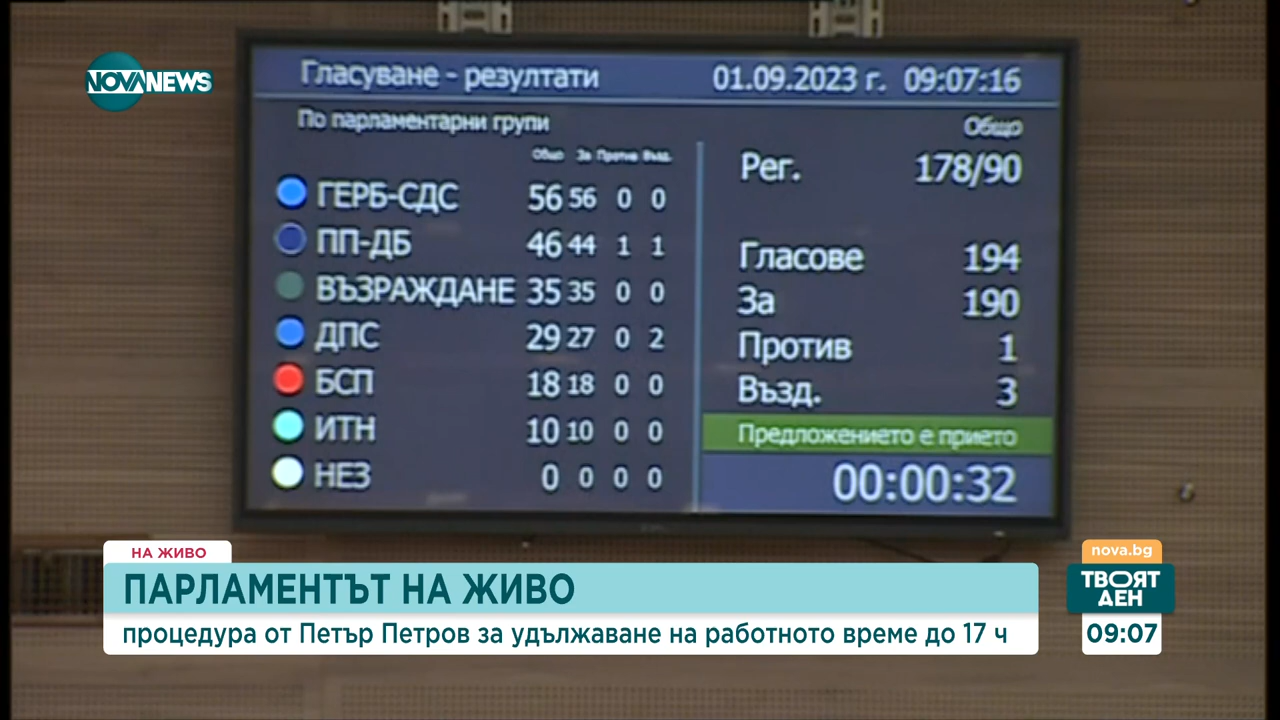 NOVA NEWS
Гласуване - резултати 01.09.2023 г. 09:07:16
По парламентарни групи Общо
Общо За Против Възд.
ГЕРБ-СДС 56 56 0 0
ПП-ДБ 46 44 1 1
ВЪЗРАЖДАНЕ 35 35 0 0
ДПС 29 27 0 2
БСП 18 18 0 0
ИТН 10 10 0 0
НЕЗ 0 0 0 0
Рег. 178/90
Гласове 194
За 190
Против 1
Възд. 3
Предложението е прието
00:00:32
НА ЖИВО
ПАРЛАМЕНТЪТ НА ЖИВО
процедура от Петър Петров за удължаване на работното време до 17 ч
nova.bg
ТВОЯТ
ДЕН
09:07